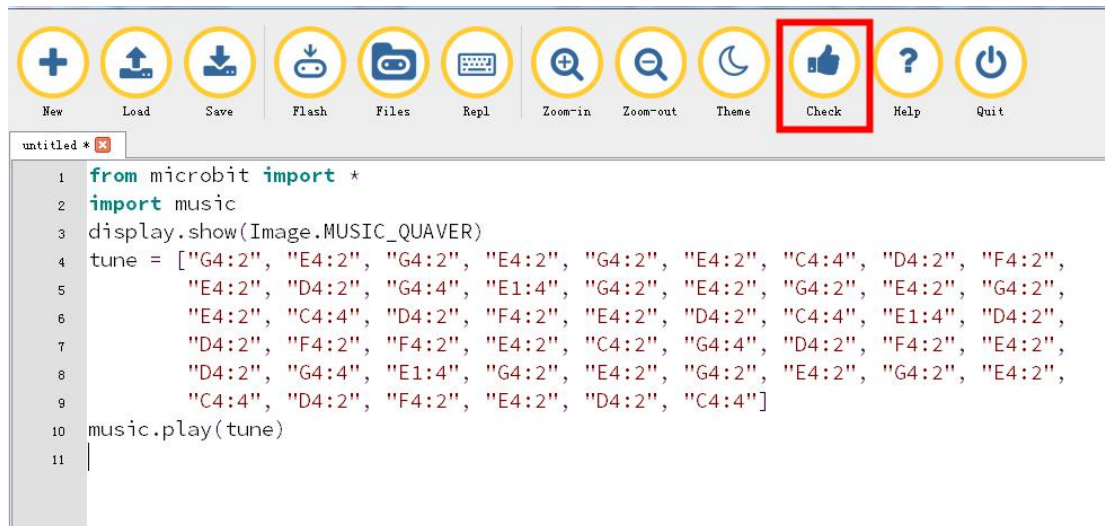 New Load Save Flash Files Repl Zoom-in Zoom-out Theme Check Help Quit
untitled *
1 from microbit import *
2 import music
3 display.show(Image.MUSIC_QUAVER)
4 tune = ["G4:2", "E4:2", "G4:2", "E4:2", "G4:2", "E4:2", "C4:4", "D4:2", "F4:2",
5 "E4:2", "D4:2", "G4:4", "E1:4", "G4:2", "E4:2", "G4:2", "E4:2", "G4:2",
6 "E4:2", "C4:4", "D4:2", "F4:2", "E4:2", "D4:2", "C4:4", "E1:4", "D4:2",
7 "D4:2", "F4:2", "F4:2", "E4:2", "C4:2", "G4:4", "D4:2", "F4:2", "E4:2",
8 "D4:2", "G4:4", "E1:4", "G4:2", "E4:2", "G4:2", "E4:2", "G4:2", "E4:2",
9 "C4:4", "D4:2", "F4:2", "E4:2", "D4:2", "C4:4"]
10 music.play(tune)
11